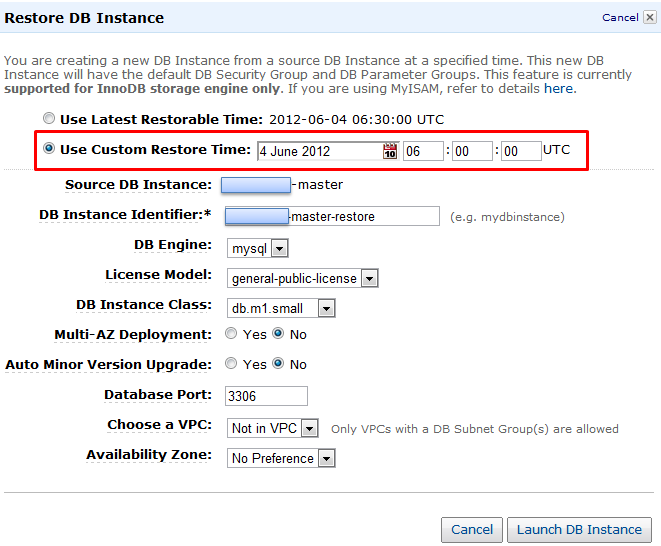 Restore DB Instance
Cancel
You are creating a new DB Instance from a source DB Instance at a specified time. This new DB
Instance will have the default DB Security Group and DB Parameter Groups. This feature is currently
supported for InnoDB storage engine only. If you are using MyISAM, refer to details here.
Use Latest Restorable Time: 2012-06-04 06:30:00 UTC
Use Custom Restore Time: 4 June 2012 10 06 : 00 : 00 UTC
Source DB Instance: -master
DB Instance Identifier:* -master-restore (e.g. mydbinstance)
DB Engine: mysql
License Model: general-public-license
DB Instance Class: db.m1.small
Multi-AZ Deployment: Yes No
Auto Minor Version Upgrade: Yes No
Database Port: 3306
Choose a VPC: Not in VPC Only VPCs with a DB Subnet Group(s) are allowed
Availability Zone: No Preference
Cancel Launch DB Instance